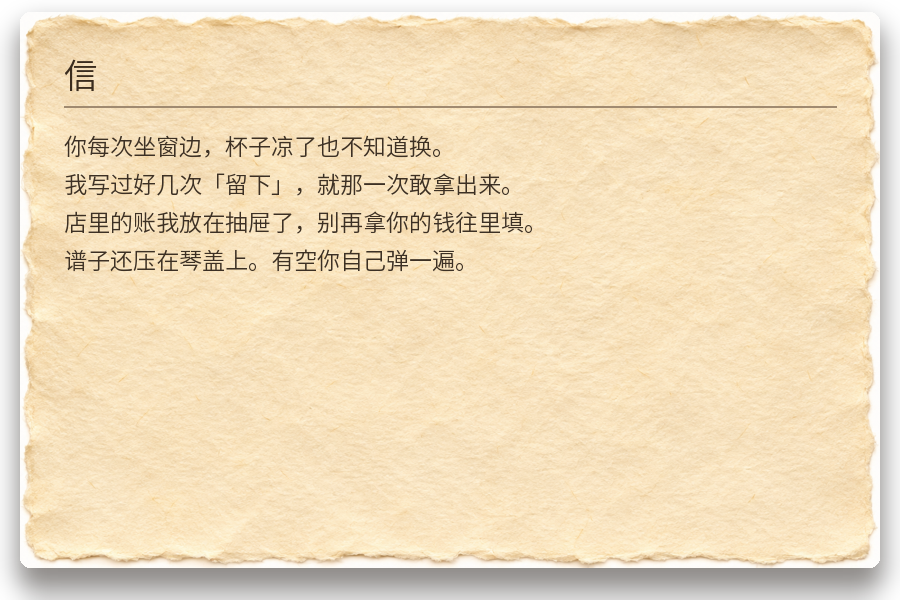 信
你每次坐窗边，杯子凉了也不知道换。
我写过好几次「留下」，就那一次敢拿出来。
店里的账我放在抽屉了，别再拿你的钱往里填。
谱子还压在琴盖上。有空你自己弹一遍。